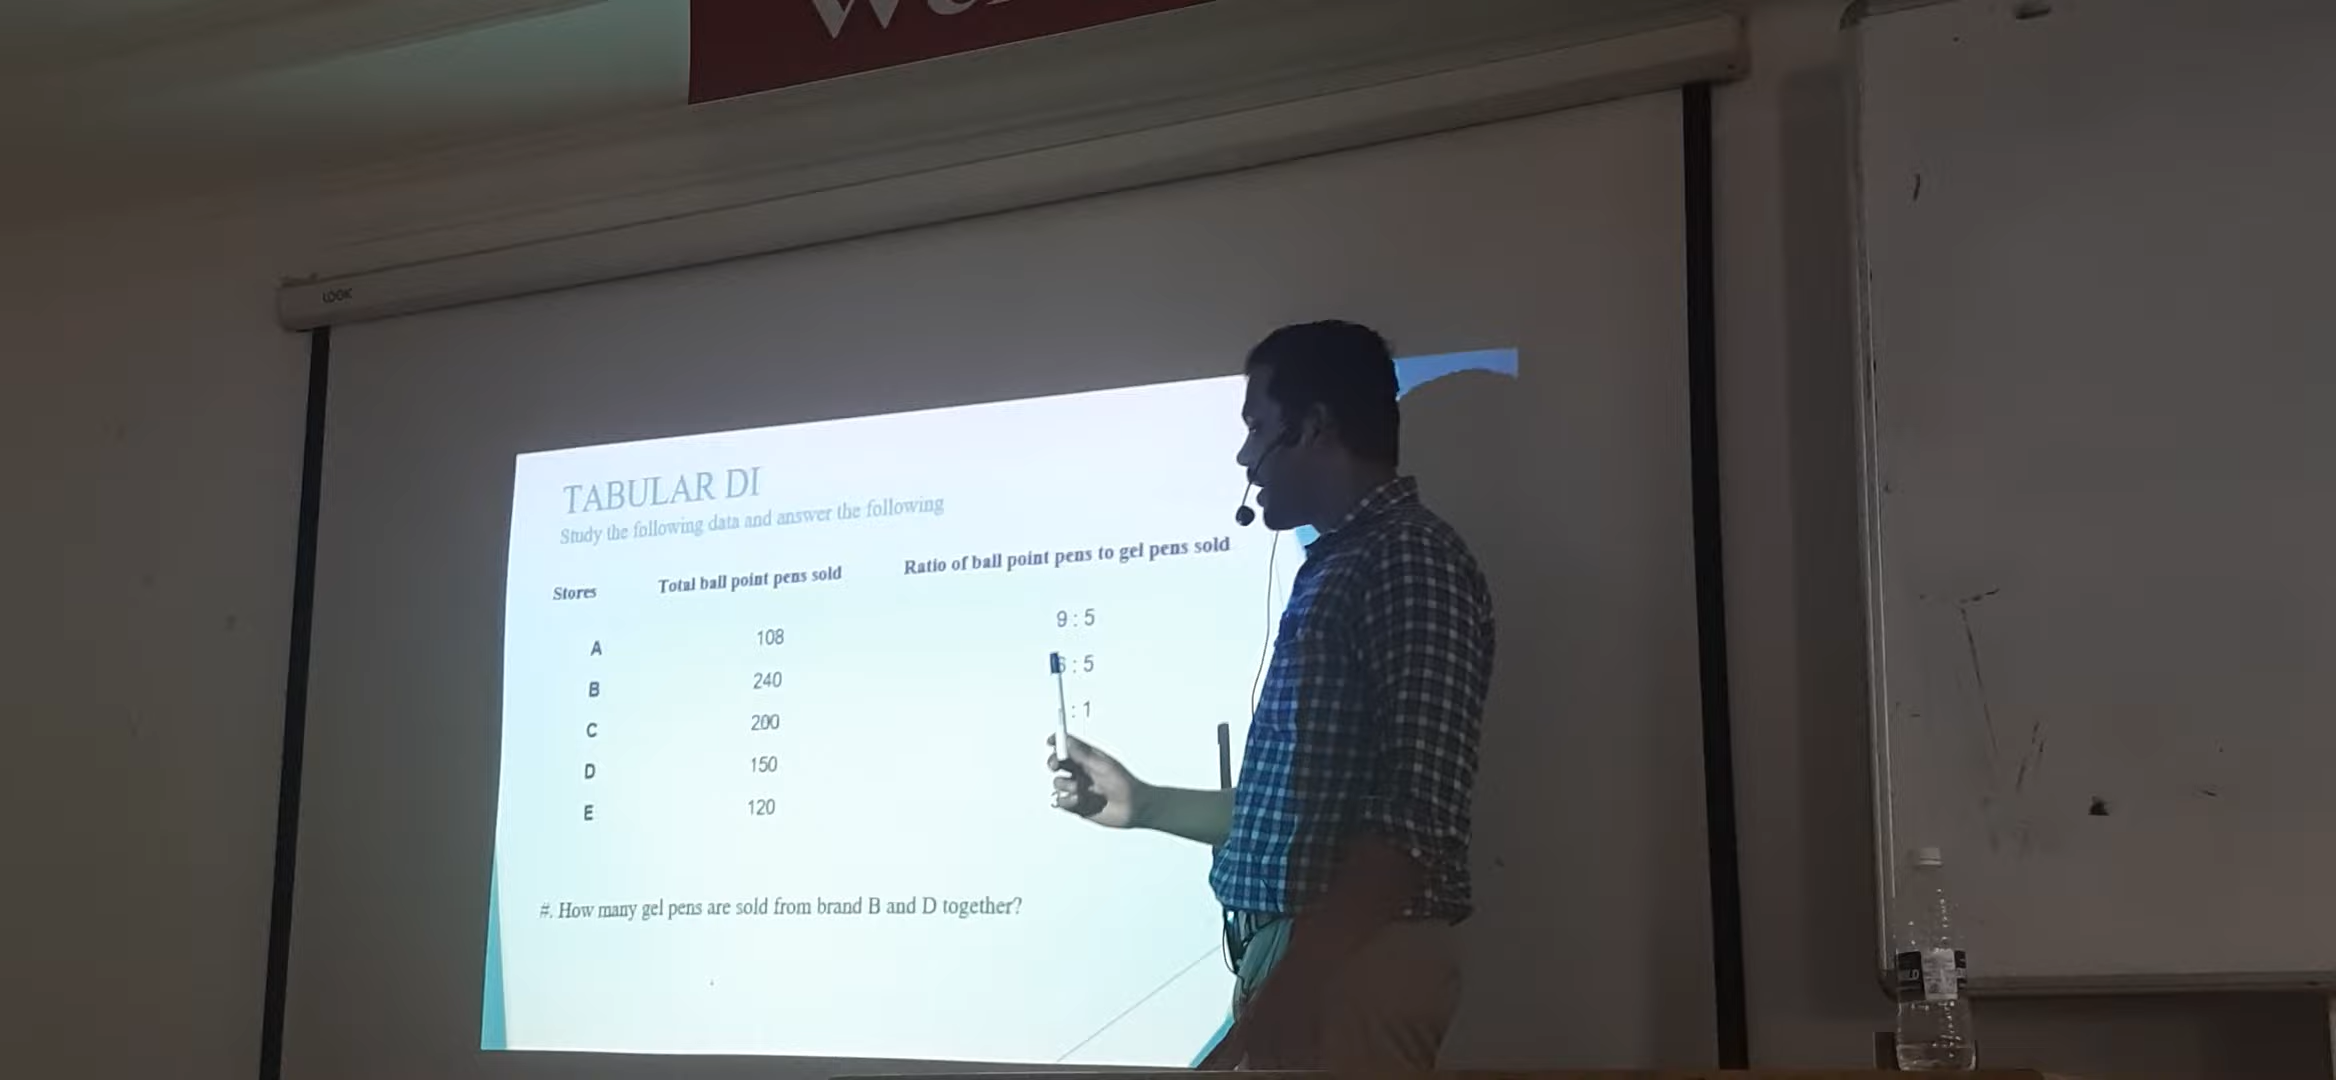 LOOK
TABULAR DI
Study the following data and answer the following
Stores Total ball point pens sold Ratio of ball point pens to gel pens sold
A 108 9 : 5
B 240 : 5
C 200 : 1
D 150
E 120
#. How many gel pens are sold from brand B and D together?